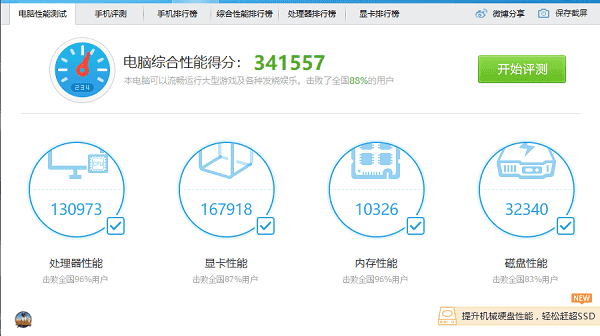 电脑性能测试 手机评测 手机排行榜 综合性能排行榜 处理器排行榜 显卡排行榜 微博分享 保存截屏
电脑综合性能得分: 341557
本电脑可以流畅运行大型游戏及各种发烧娱乐。击败了全国88%的用户
开始评测
234
130973 167918 10326 32340
处理器性能 显卡性能 内存性能 磁盘性能
击败全国96%用户 击败全国87%用户 击败全国96%用户 击败全国83%用户
NEW
提升机械硬盘性能，轻松赶超SSD